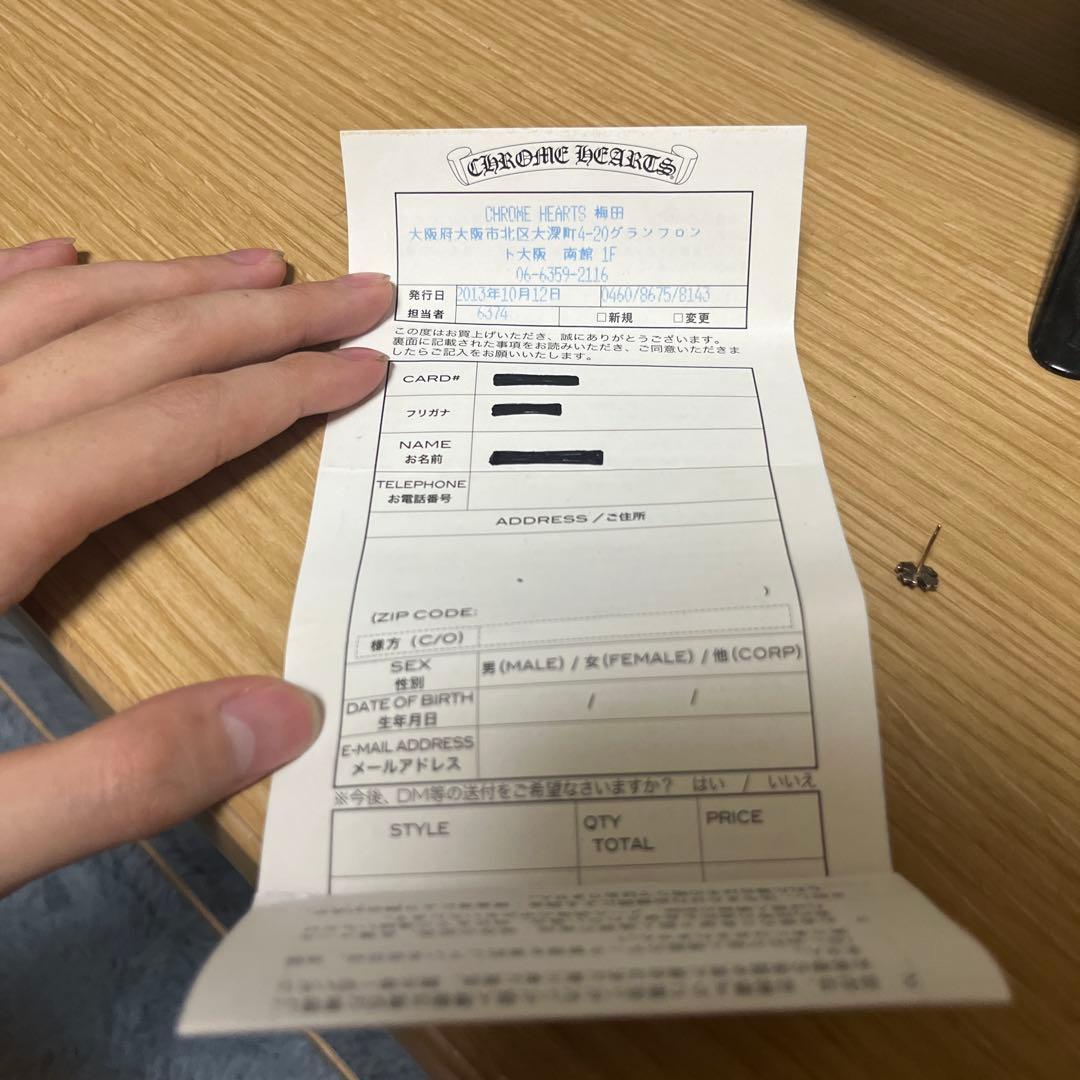 CHROME HEARTS
CHROME HEARTS 梅田
大阪府大阪市北区大深町4-20グランフロン
ト大阪 南館 1F
06-6359-2116
発行日 2013年10月12日 0460/8675/8143
担当者 6374 □新規 □変更
この度はお買上げいただき、誠にありがとうございます。
裏面に記載された事項をお読みいただき、ご同意いただきま
したらご記入をお願いいたします。
CARD#
フリガナ
NAME
お名前
TELEPHONE
お電話番号
ADDRESS／ご住所
(ZIP CODE: )
様方 (C/O)
SEX
性別
男(MALE) / 女(FEMALE) / 他(CORP)
DATE OF BIRTH / /
生年月日
E-MAIL ADDRESS
メールアドレス
※今後、DM等の送付をご希望なさいますか？ はい / いいえ
STYLE QTY PRICE
TOTAL